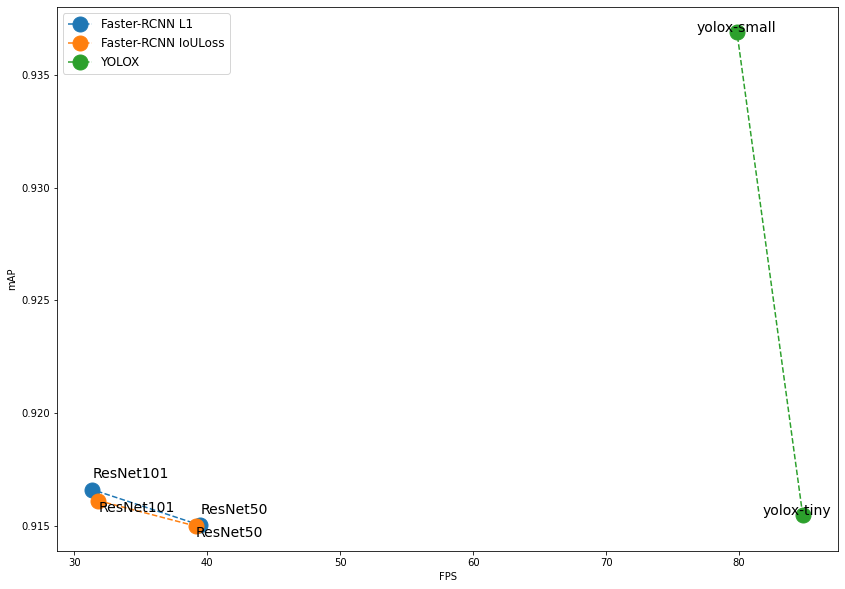 Faster-RCNN L1
Faster-RCNN IoULoss
YOLOX
yolox-small
0.935
0.930
0.925
mAP
0.920
ResNet101
ResNet101
ResNet50
yolox-tiny
0.915
ResNet50
30
40
50
60
70
80
FPS